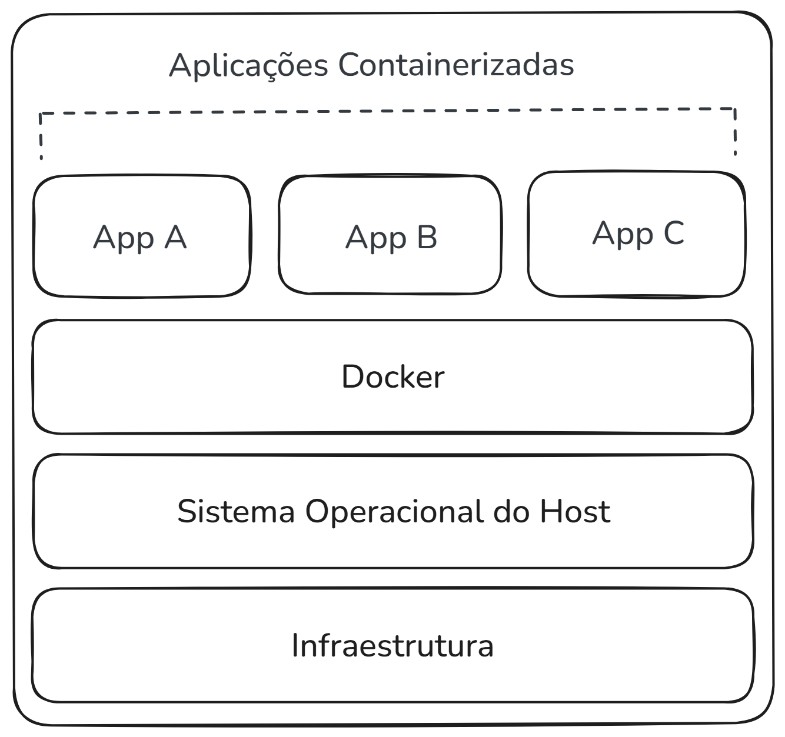 Aplicações Containerizadas
App A
App B
App C
Docker
Sistema Operacional do Host
Infraestrutura